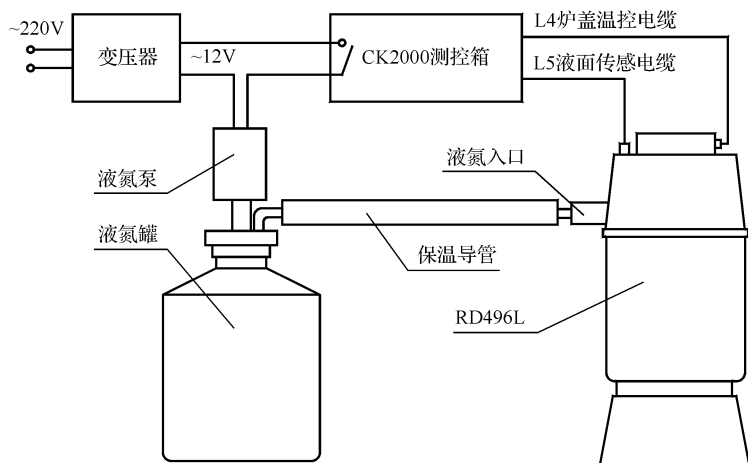 L4炉盖温控电缆
~220V
变压器
~12V
CK2000测控箱
L5液面传感电缆
液氮泵
液氮入口
液氮罐
保温导管
RD496L